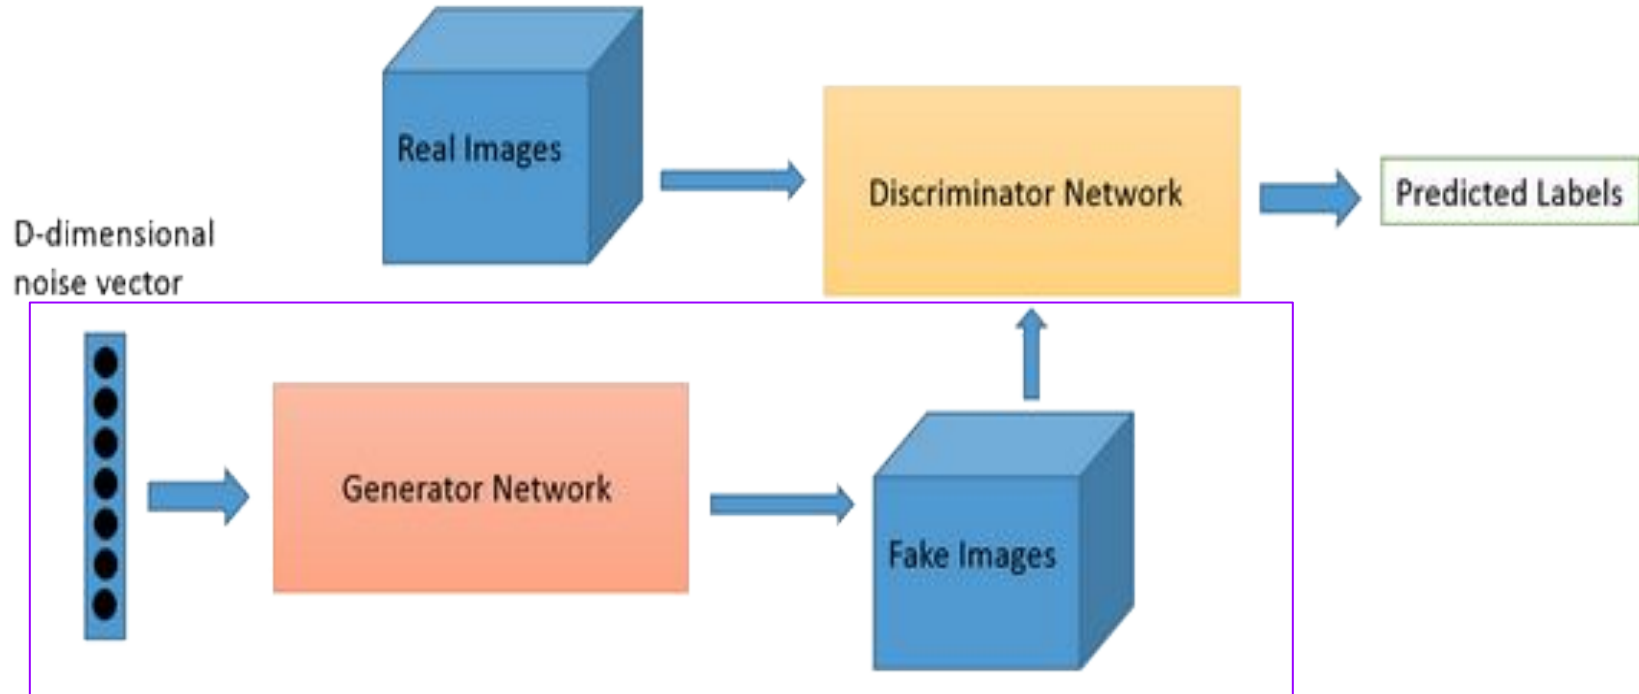 Real Images
Discriminator Network
Predicted Labels
D-dimensional
noise vector
Generator Network
Fake Images